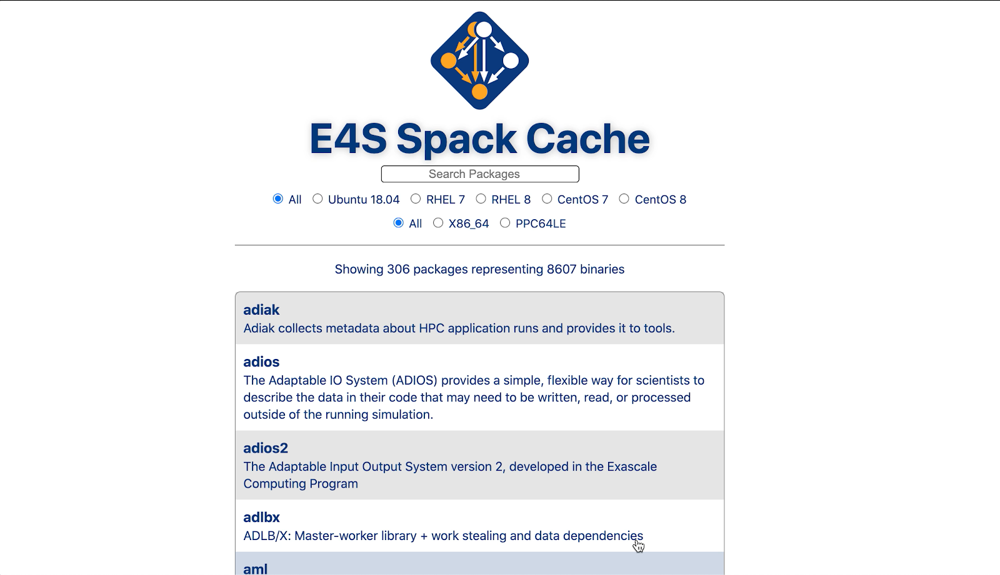 E4S Spack Cache
Search Packages
All Ubuntu 18.04 RHEL 7 RHEL 8 CentOS 7 CentOS 8
All X86_64 PPC64LE
Showing 306 packages representing 8607 binaries
adiak
Adiak collects metadata about HPC application runs and provides it to tools.
adios
The Adaptable IO System (ADIOS) provides a simple, flexible way for scientists to
describe the data in their code that may need to be written, read, or processed
outside of the running simulation.
adios2
The Adaptable Input Output System version 2, developed in the Exascale
Computing Program
adlbx
ADLB/X: Master-worker library + work stealing and data dependencies
aml